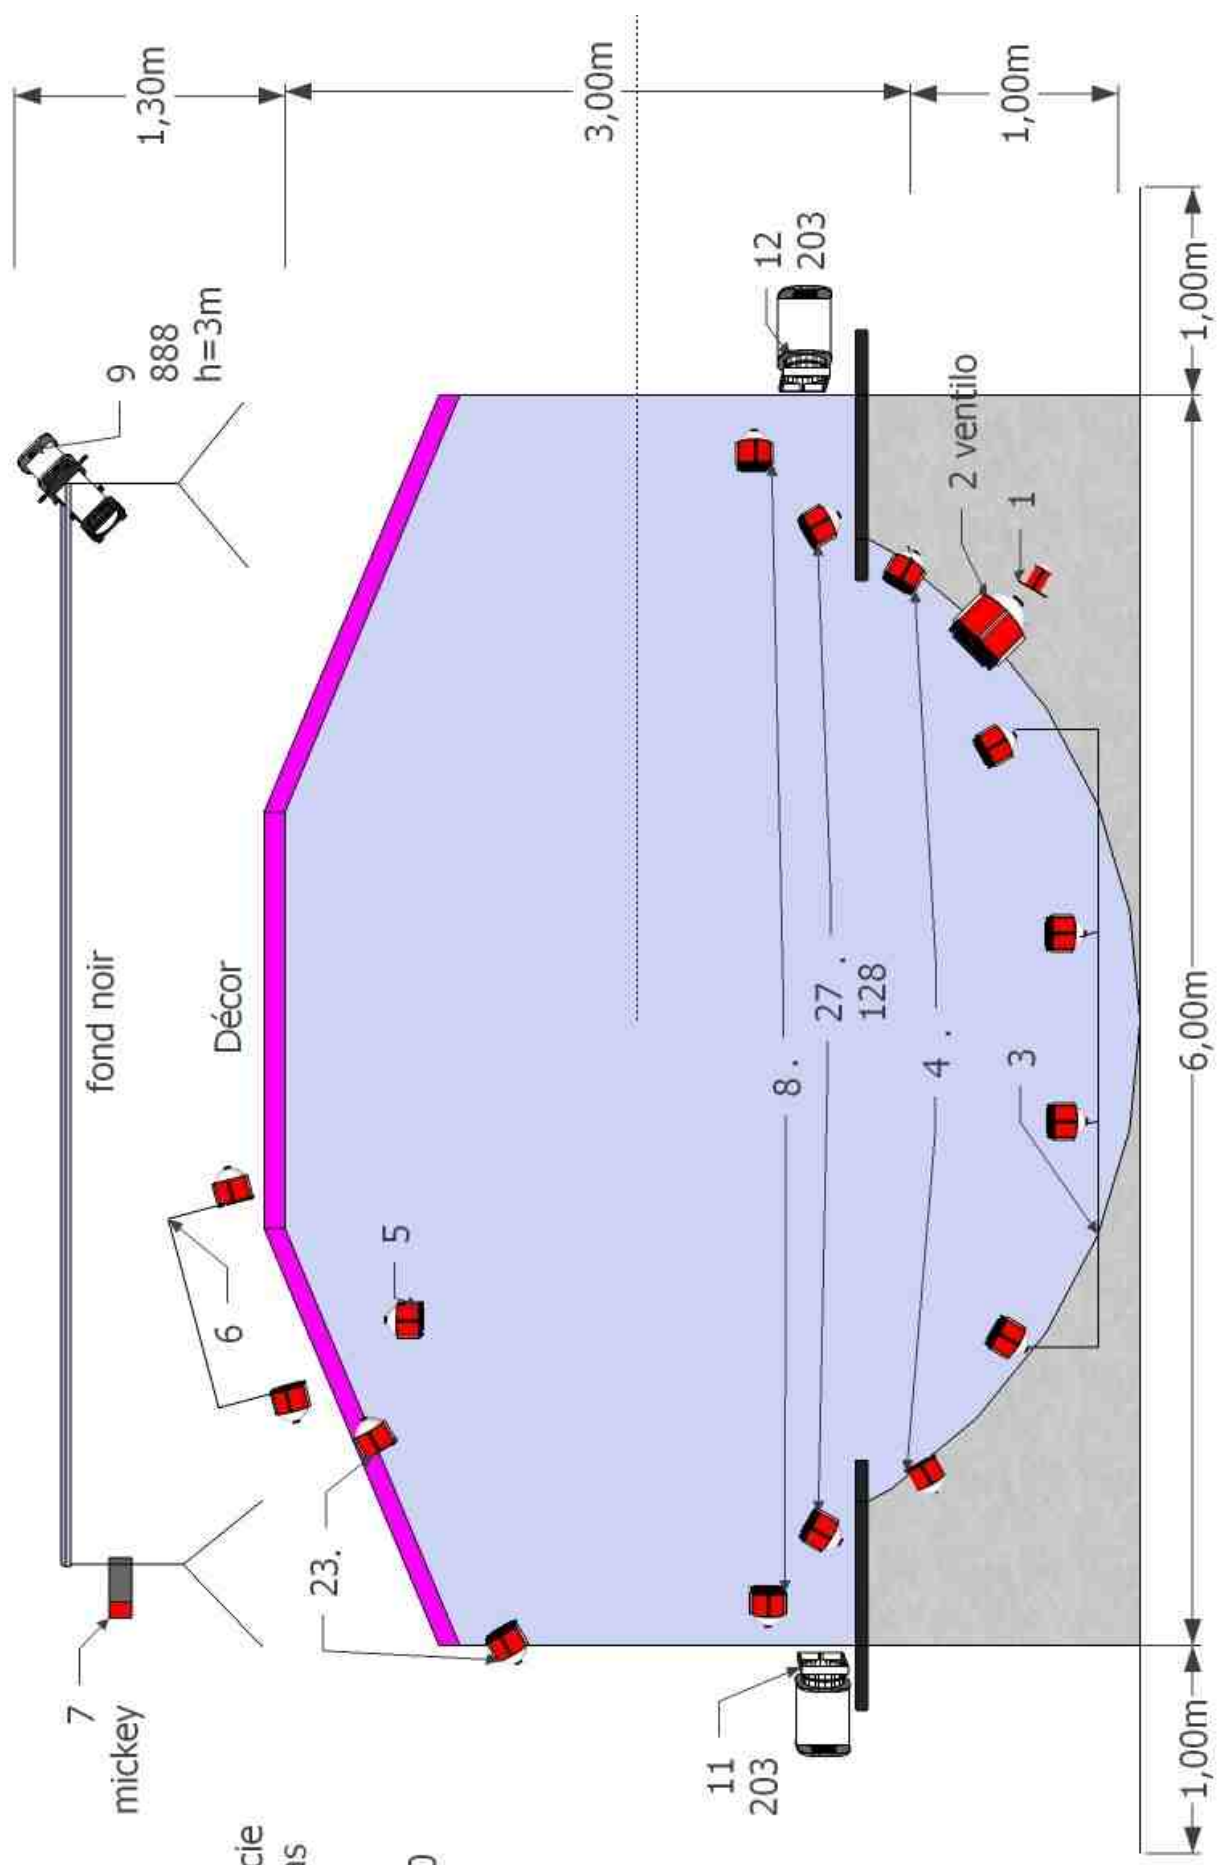 7
mickey
fond noir
9
888
h=3m
1,30m
Décor
6
cie
23.
5
3,00m
11
203
12
203
8 .
27 .
128
4 .
2 ventilo
3
1
1,00m
1,00m
6,00m
1,00m